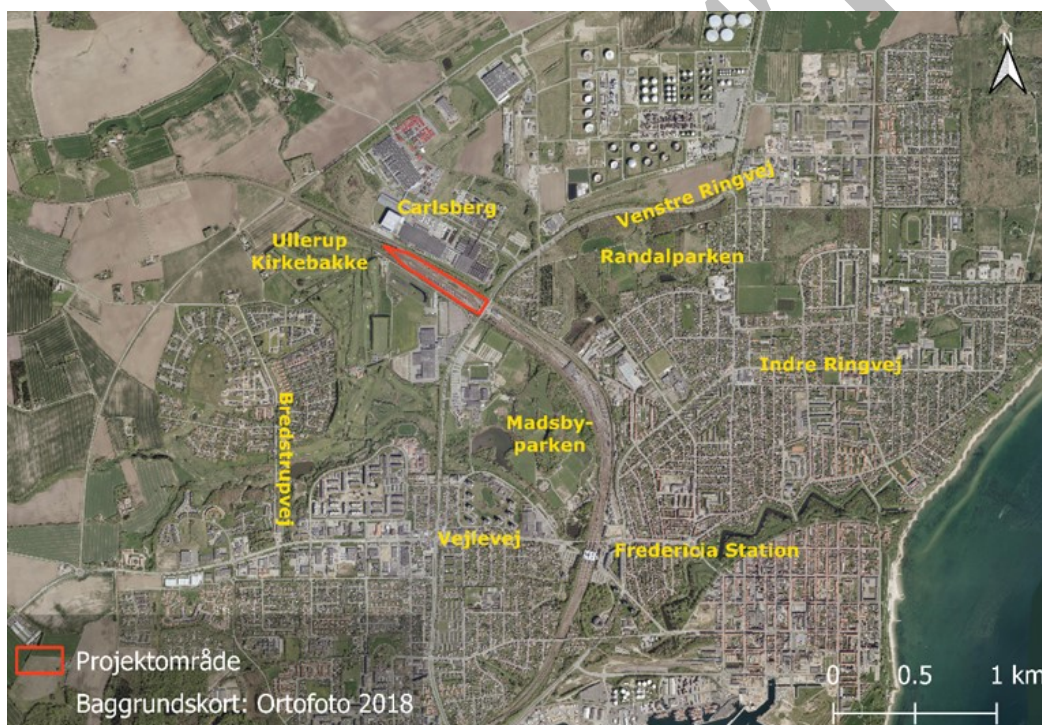 N
Venstre Ringvej
Carlsberg
Ullerup
Kirkebakke
Randalparken
Indre Ringvej
Bredstrupvej
Madsby-
parken
Vejlevej
Fredericia Station
Projektområde
0 0.5 1 km
Baggrundskort: Ortofoto 2018